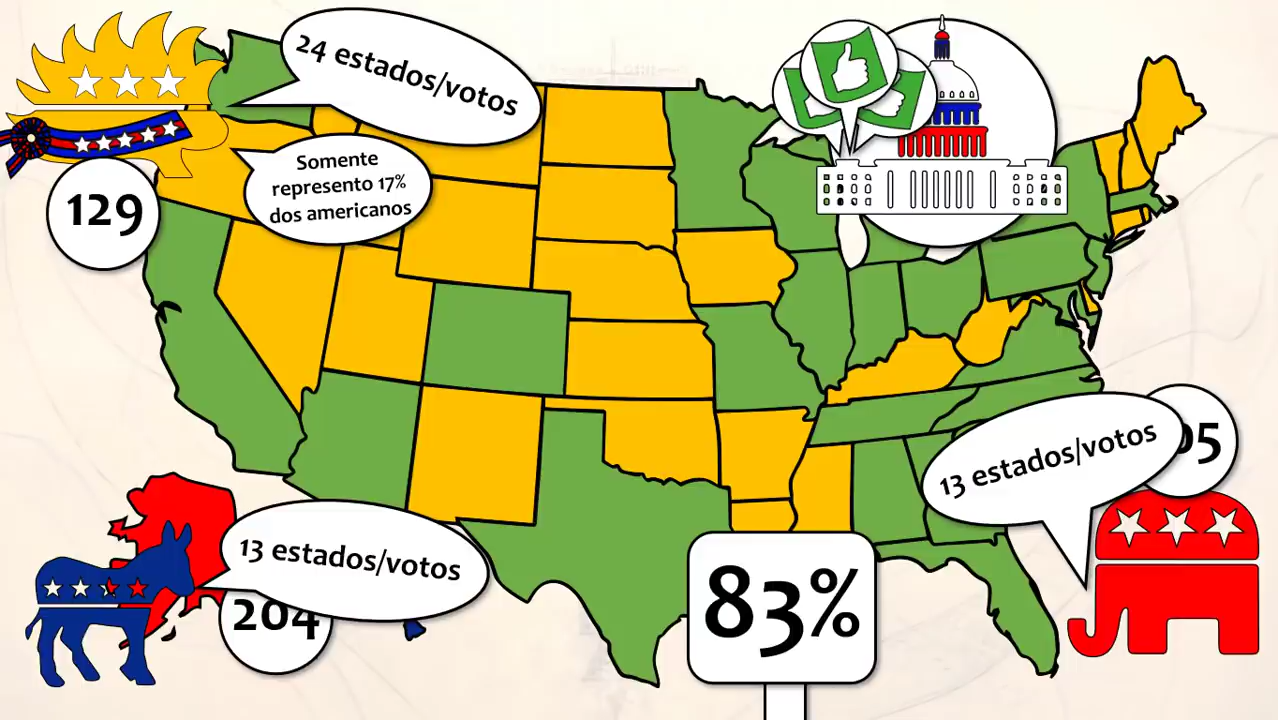 24 estados/votos
Somente
represento 17%
dos americanos
129
13 estados/votos
13 estados/votos
204
83%